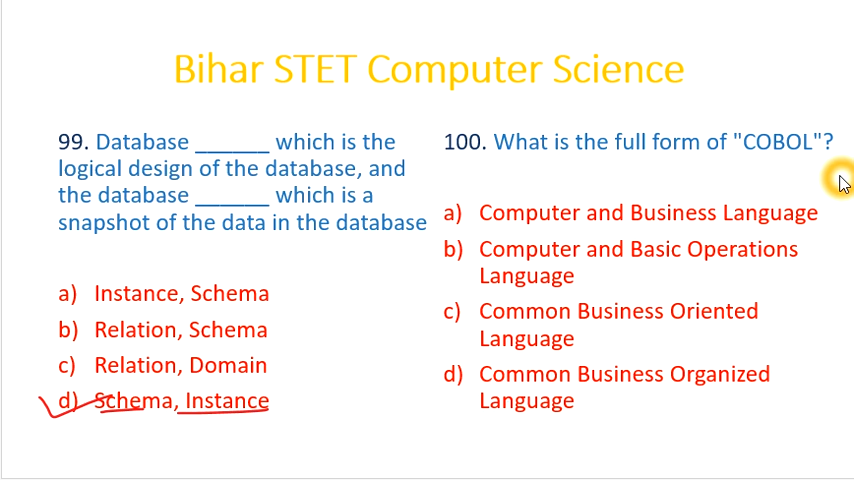 Bihar STET Computer Science
99. Database ______ which is the
logical design of the database, and
the database ______ which is a
snapshot of the data in the database
a) Instance, Schema
b) Relation, Schema
c) Relation, Domain
d) Schema, Instance
100. What is the full form of "COBOL"?
a) Computer and Business Language
b) Computer and Basic Operations
Language
c) Common Business Oriented
Language
d) Common Business Organized
Language